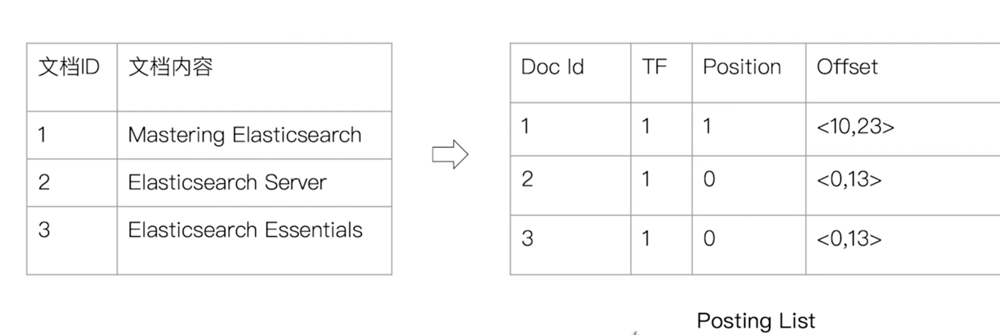 文档ID 文档内容
1 Mastering Elasticsearch
2 Elasticsearch Server
3 Elasticsearch Essentials
Doc Id TF Position Offset
1 1 1 <10,23>
2 1 0 <0,13>
3 1 0 <0,13>
Posting List